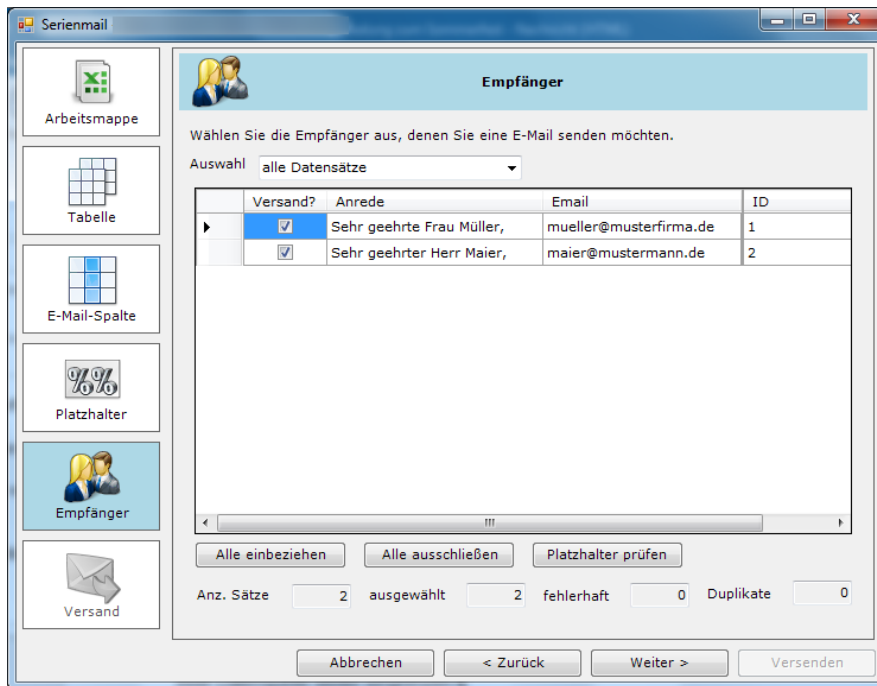 Serienmail
Arbeitsmappe
Tabelle
E-Mail-Spalte
Platzhalter
Empfänger
Versand
Empfänger
Wählen Sie die Empfänger aus, denen Sie eine E-Mail senden möchten.
Auswahl alle Datensätze
Versand? Anrede Email ID
Sehr geehrte Frau Müller, mueller@musterfirma.de 1
Sehr geehrter Herr Maier, maier@mustermann.de 2
Alle einbeziehen Alle ausschließen Platzhalter prüfen
Anz. Sätze 2 ausgewählt 2 fehlerhaft 0 Duplikate 0
Abbrechen < Zurück Weiter > Versenden